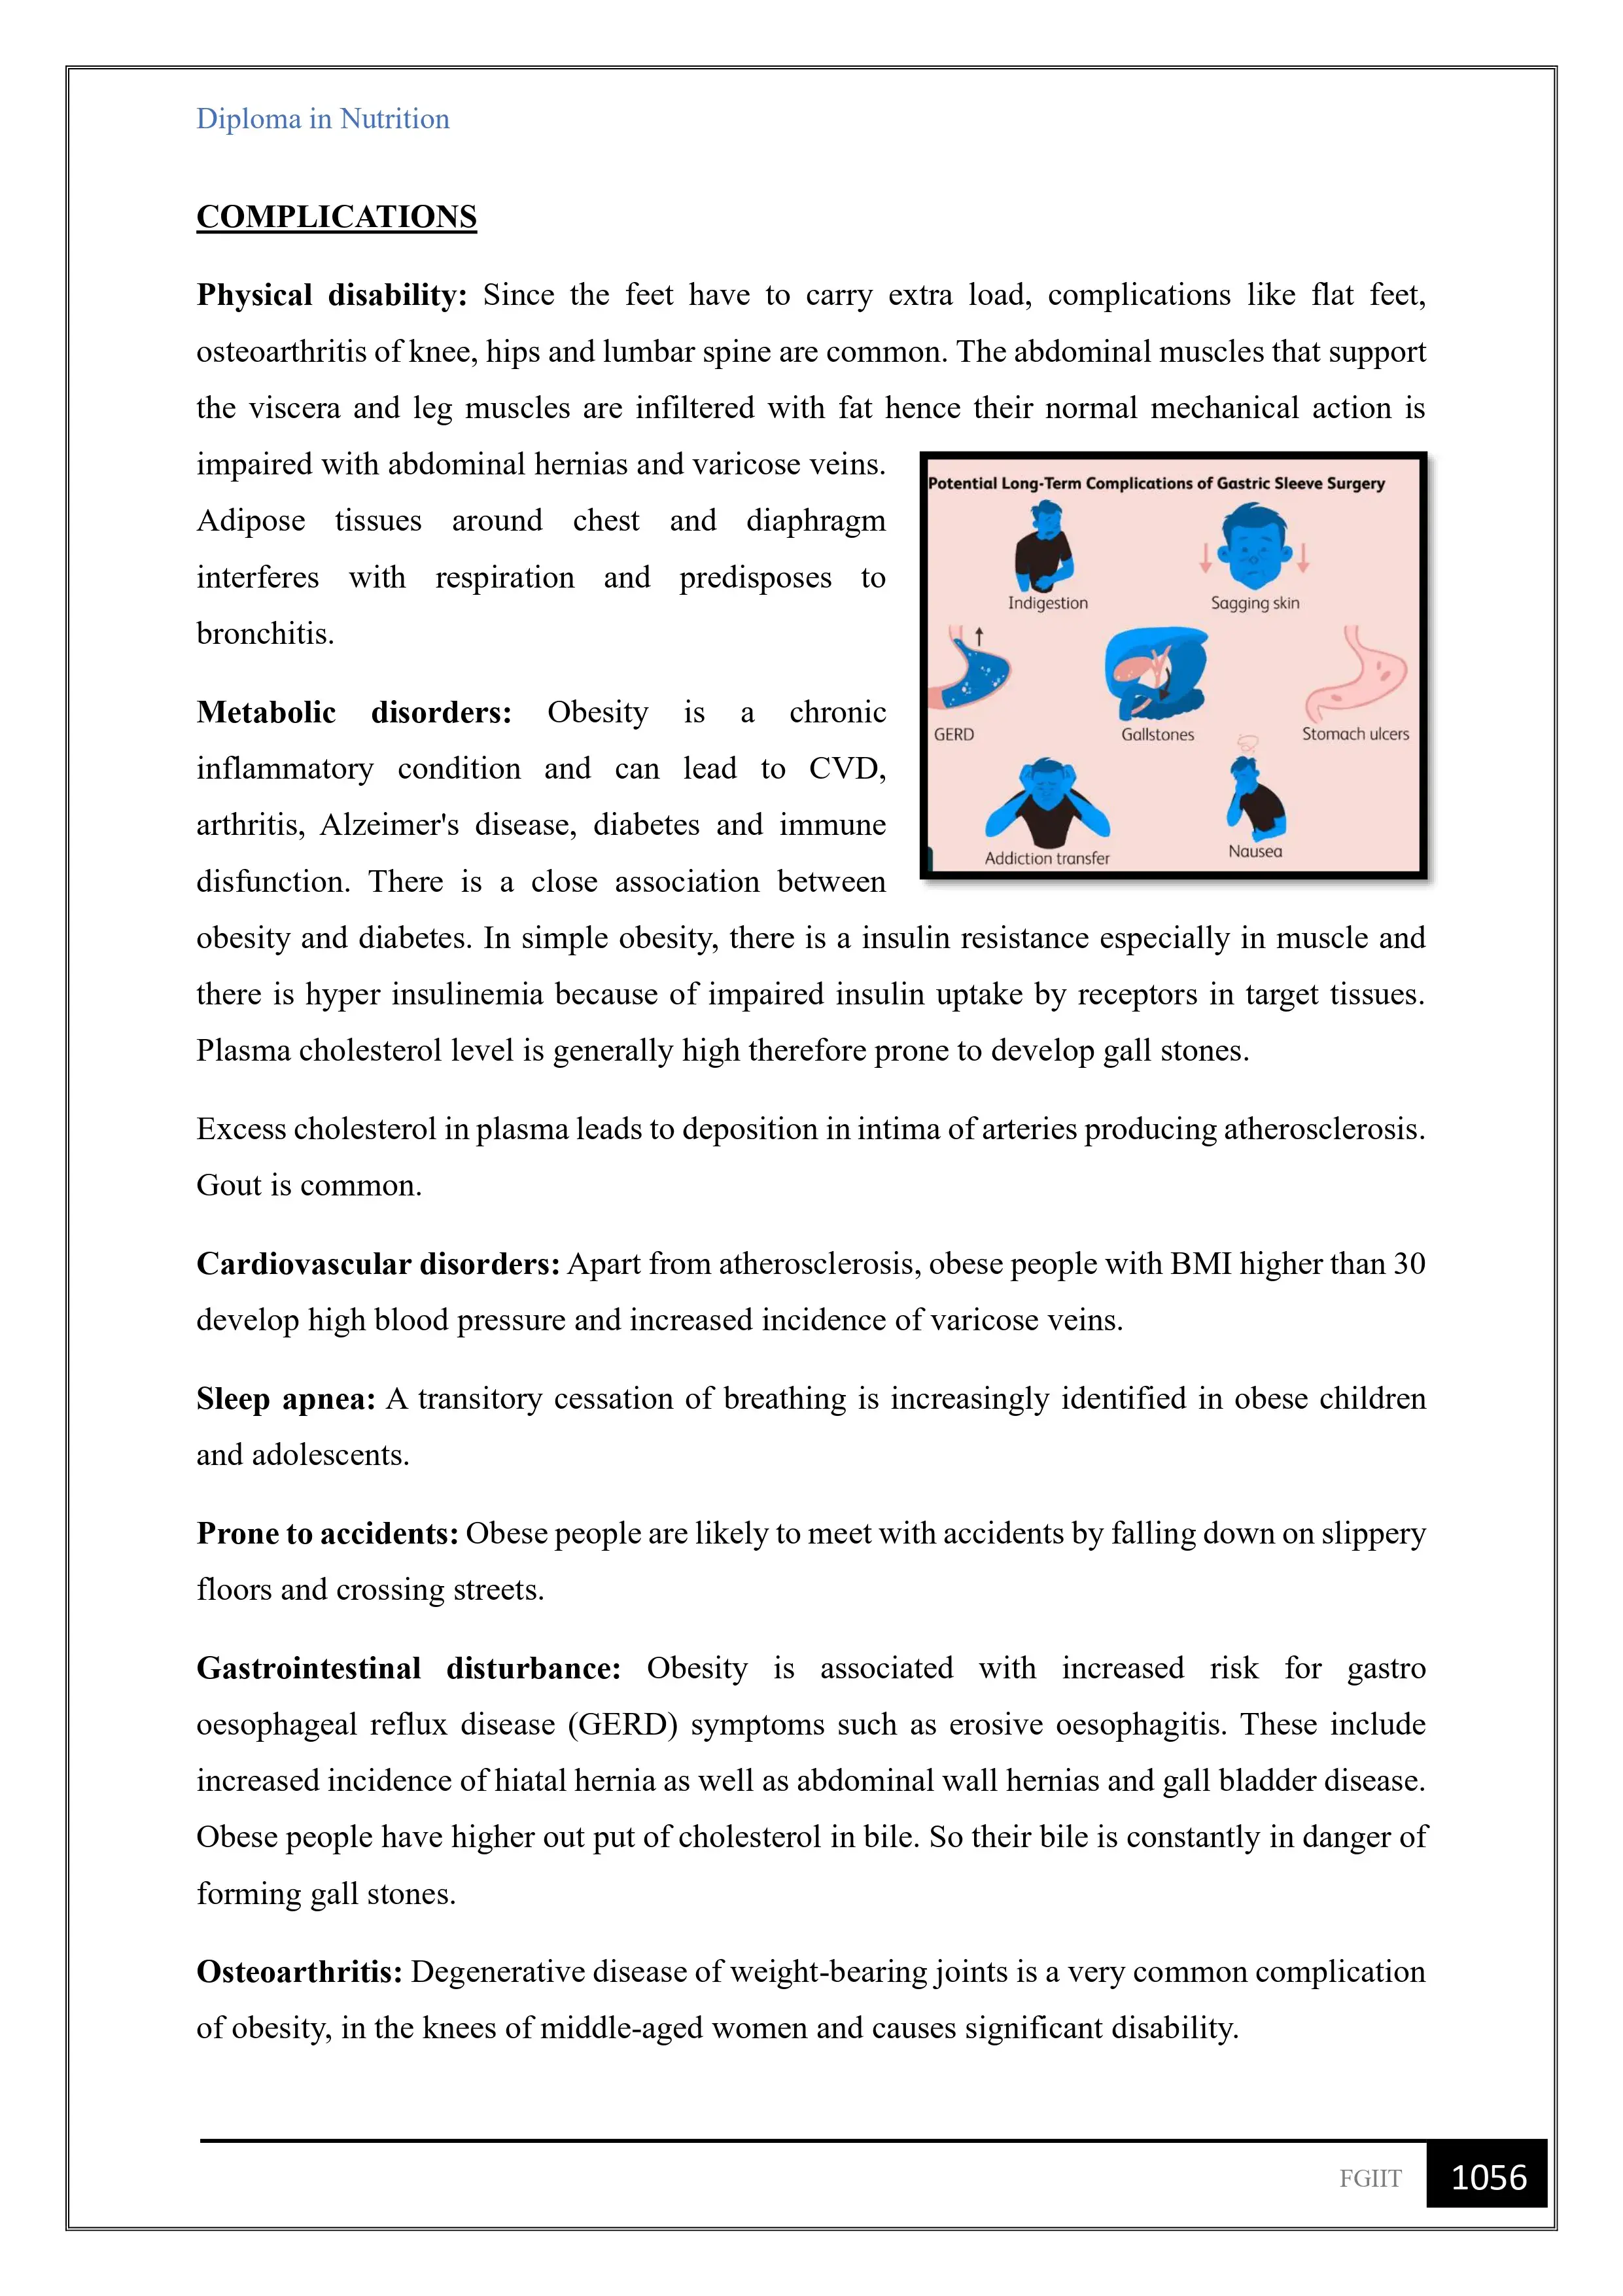 Diploma in Nutrition
COMPLICATIONS
Physical disability: Since the feet have to carry extra load, complications like flat feet,
osteoarthritis of knee, hips and lumbar spine are common. The abdominal muscles that support
the viscera and leg muscles are infiltered with fat hence their normal mechanical action is
impaired with abdominal hernias and varicose veins.
Adipose tissues around chest and diaphragm
interferes with respiration and predisposes to
bronchitis.
Potential Long-Term Complications of Gastric Sleeve Surgery
Indigestion
Sagging skin
GERD
Gallstones
Stomach ulcers
Addiction transfer
Nausea
Metabolic disorders: Obesity is a chronic
inflammatory condition and can lead to CVD,
arthritis, Alzeimer's disease, diabetes and immune
disfunction. There is a close association between
obesity and diabetes. In simple obesity, there is a insulin resistance especially in muscle and
there is hyper insulinemia because of impaired insulin uptake by receptors in target tissues.
Plasma cholesterol level is generally high therefore prone to develop gall stones.
Excess cholesterol in plasma leads to deposition in intima of arteries producing atherosclerosis.
Gout is common.
Cardiovascular disorders: Apart from atherosclerosis, obese people with BMI higher than 30
develop high blood pressure and increased incidence of varicose veins.
Sleep apnea: A transitory cessation of breathing is increasingly identified in obese children
and adolescents.
Prone to accidents: Obese people are likely to meet with accidents by falling down on slippery
floors and crossing streets.
Gastrointestinal disturbance: Obesity is associated with increased risk for gastro
oesophageal reflux disease (GERD) symptoms such as erosive oesophagitis. These include
increased incidence of hiatal hernia as well as abdominal wall hernias and gall bladder disease.
Obese people have higher out put of cholesterol in bile. So their bile is constantly in danger of
forming gall stones.
Osteoarthritis: Degenerative disease of weight-bearing joints is a very common complication
of obesity, in the knees of middle-aged women and causes significant disability.
FGIIT
1056